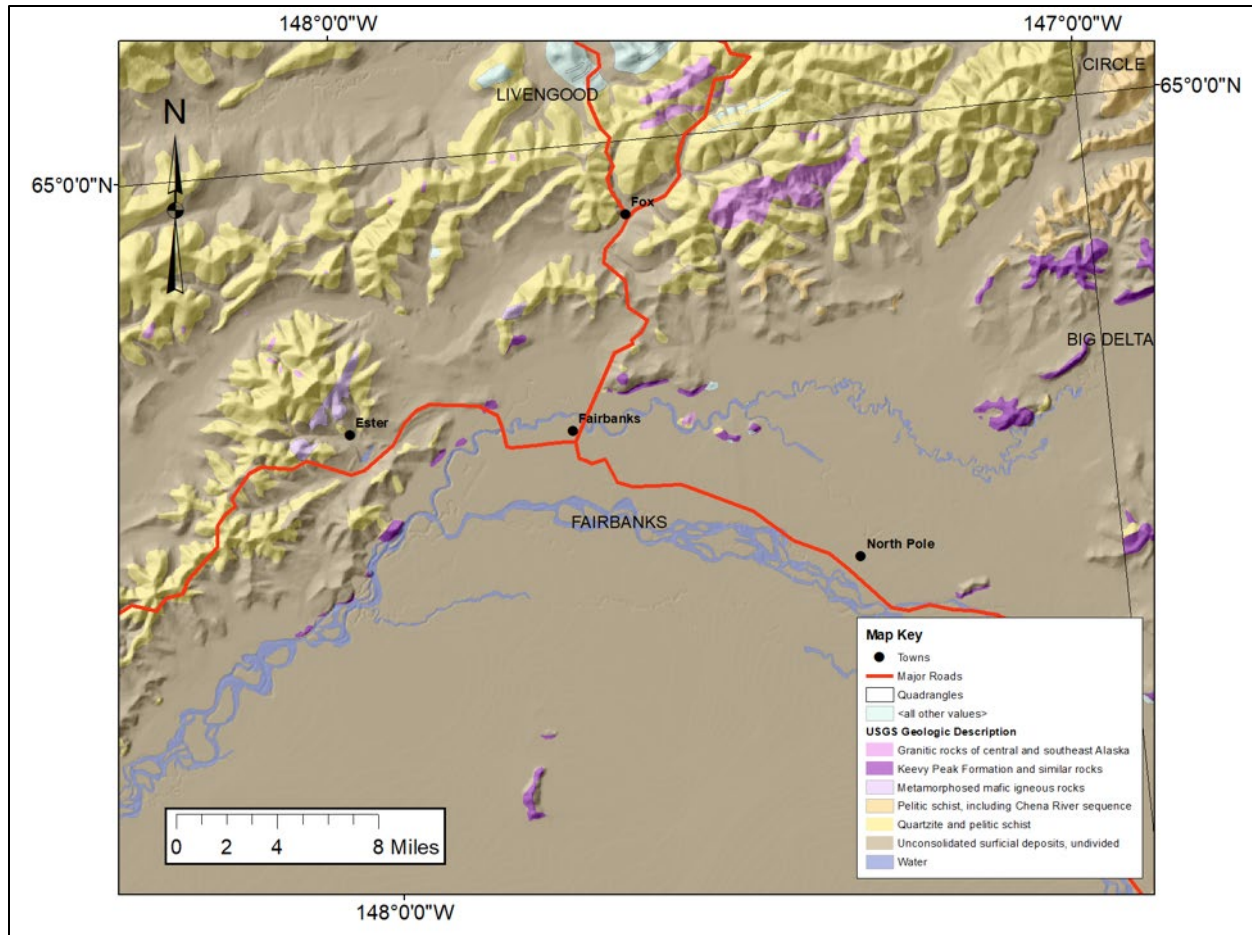 148°0'0"W
147°0'0"W
CIRCLE
LIVENGOOD
65°0'0"N
N
65°0'0"N
Fox
BIG DELTA
Ester
Fairbanks
FAIRBANKS
North Pole
Map Key
Towns
Major Roads
Quadrangles
<all other values>
USGS Geologic Description
Granitic rocks of central and southeast Alaska
Keevy Peak Formation and similar rocks
Metamorphosed mafic igneous rocks
Pelitic schist, including Chena River sequence
Quartzite and pelitic schist
Unconsolidated surficial deposits, undivided
Water
0 2 4 8 Miles
148°0'0"W